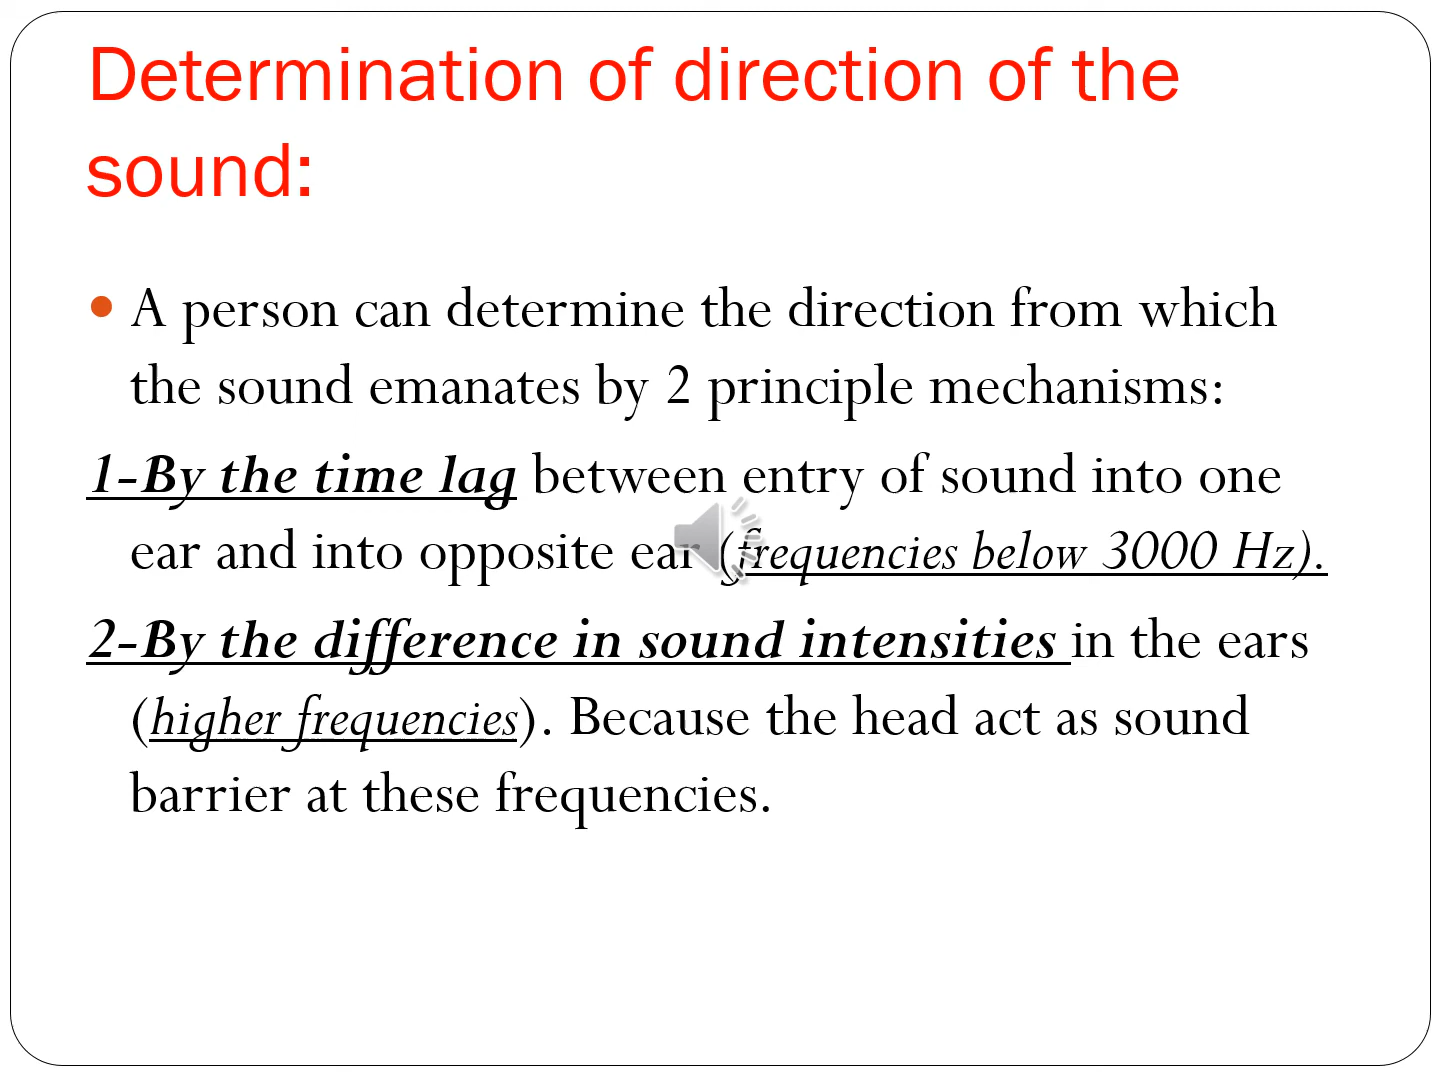 Determination of direction of the
sound:
• A person can determine the direction from which
the sound emanates by 2 principle mechanisms:
1-By the time lag between entry of sound into one
ear and into opposite ear (frequencies below 3000 Hz).
2-By the difference in sound intensities in the ears
(higher frequencies). Because the head act as sound
barrier at these frequencies.